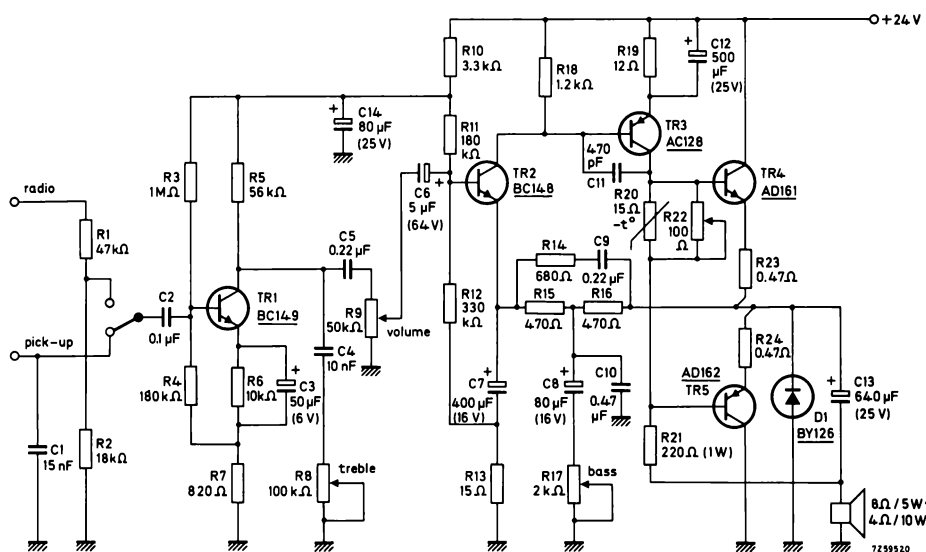 +24V
R10
3.3kΩ
R18
1.2kΩ
R19
12Ω
+
C12
500
µF
(25V)
+
C14
80µF
(25V)
R11
180
kΩ
TR3
AC128
470
pF
C11
R3
1MΩ
R5
56kΩ
C6
5µF
(64V)
+
TR2
BC148
R20
15Ω
-t°
R22
100
Ω
TR4
AD161
radio
R1
47kΩ
C5
0.22µF
R14
680Ω
C9
0.22µF
R23
0.47Ω
C2
0.1µF
TR1
BC149
R9
50kΩ
volume
R12
330
kΩ
R15
470Ω
R16
470Ω
pick-up
C4
10nF
R24
0.47Ω
R4
180kΩ
R6
10kΩ
+
C3
50µF
(6V)
+
C7
400µF
(16V)
+
C8
80µF
(16V)
C10
0.47
µF
AD162
TR5
D1
BY126
+
C13
640µF
(25V)
C1
15nF
R2
18kΩ
R7
820Ω
R8
100kΩ
treble
R13
15Ω
R17
2kΩ
bass
R21
220Ω(1W)
8Ω/5W
4Ω/10W
7Z59520